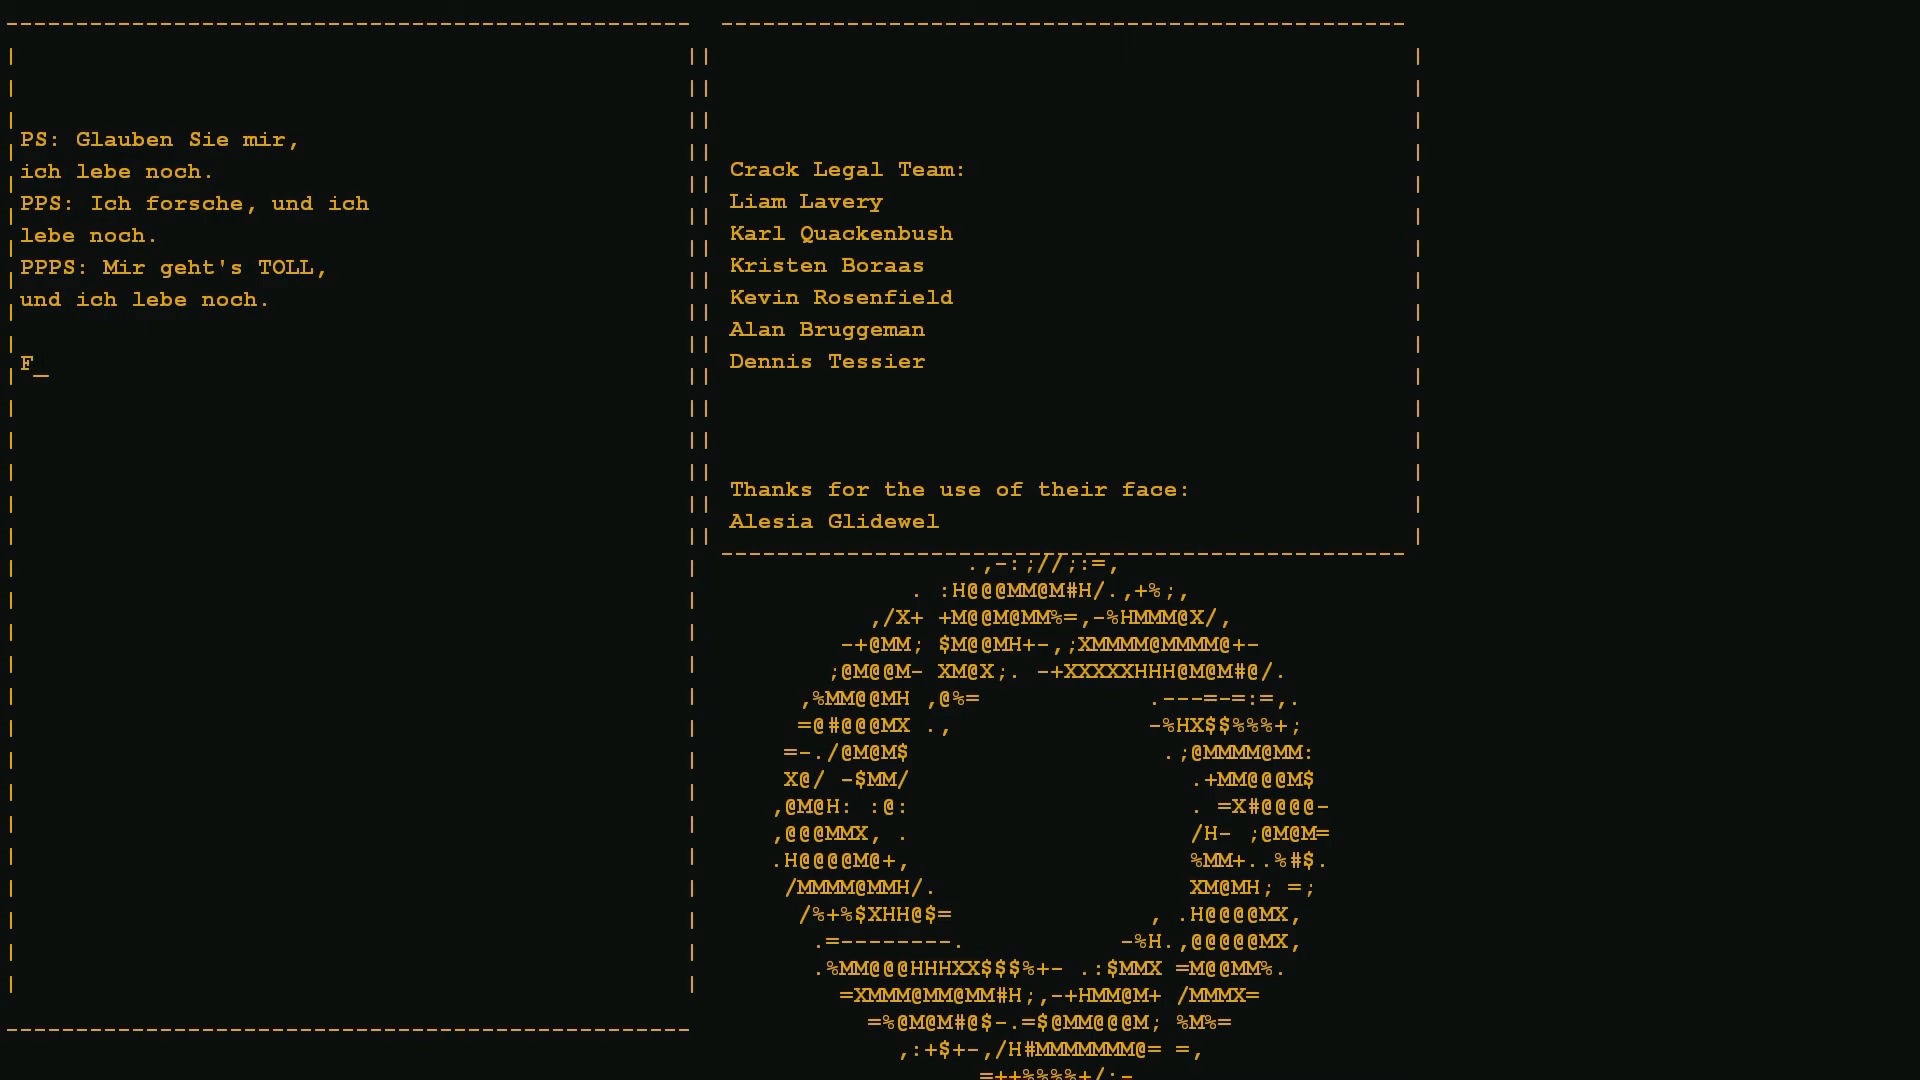 PS: Glauben Sie mir,
ich lebe noch.
PPS: Ich forsche, und ich
lebe noch.
PPPS: Mir geht's TOLL,
und ich lebe noch.
F_
Crack Legal Team:
Liam Lavery
Karl Quackenbush
Kristen Boraas
Kevin Rosenfield
Alan Bruggeman
Dennis Tessier
Thanks for the use of their face:
Alesia Glidewel